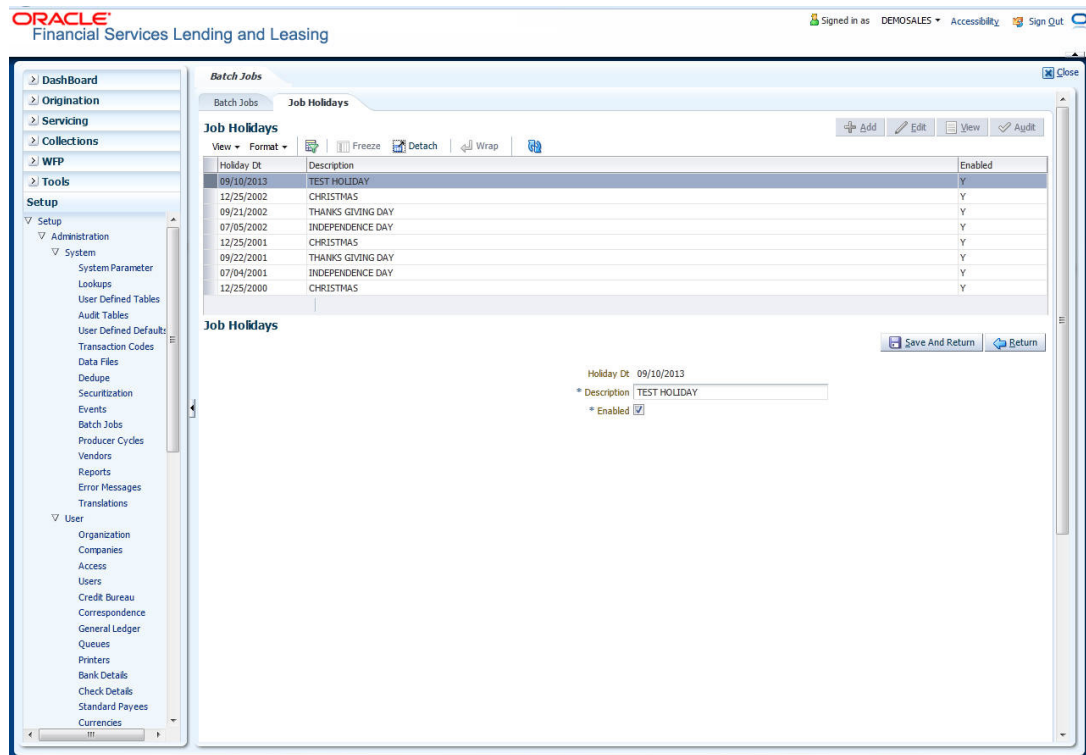 ORACLE
Financial Services Lending and Leasing
Signed in as DEMOSALES Accessibility Sign Out
Close
DashBoard
Origination
Servicing
Collections
WFP
Tools
Setup
Setup
Administration
System
System Parameter
Lookups
User Defined Tables
Audit Tables
User Defined Defaults
Transaction Codes
Data Files
Dedupe
Securitization
Events
Batch Jobs
Producer Cycles
Vendors
Reports
Error Messages
Translations
User
Organization
Companies
Access
Users
Credit Bureau
Correspondence
General Ledger
Queues
Printers
Bank Details
Check Details
Standard Payees
Currencies
Batch Jobs
Batch Jobs Job Holidays
Job Holidays
Add Edit View Audit
View Format Freeze Detach Wrap
Holiday Dt Description Enabled
09/10/2013 TEST HOLIDAY Y
12/25/2002 CHRISTMAS Y
09/21/2002 THANKS GIVING DAY Y
07/05/2002 INDEPENDENCE DAY Y
12/25/2001 CHRISTMAS Y
09/22/2001 THANKS GIVING DAY Y
07/04/2001 INDEPENDENCE DAY Y
12/25/2000 CHRISTMAS Y
Job Holidays
Save And Return Return
Holiday Dt 09/10/2013
* Description TEST HOLIDAY
* Enabled